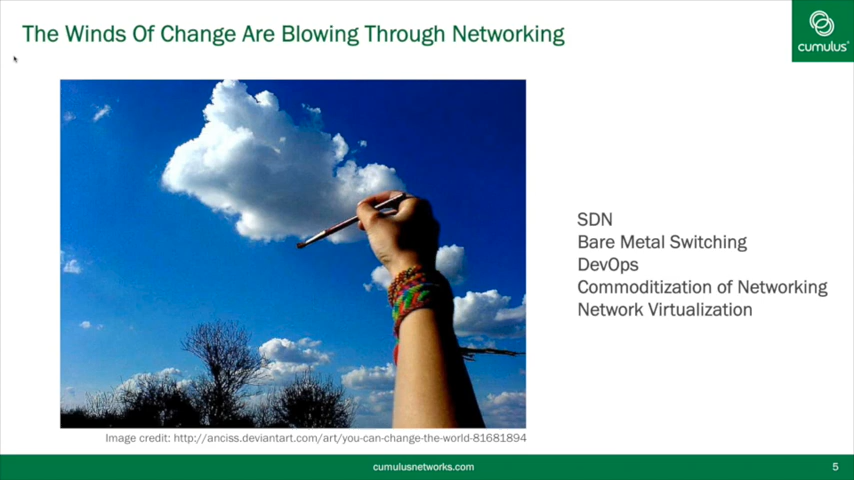 The Winds Of Change Are Blowing Through Networking
cumulus
SDN
Bare Metal Switching
DevOps
Commoditization of Networking
Network Virtualization
Image credit: http://anciss.deviantart.com/art/you-can-change-the-world-81681894
cumulusnetworks.com
5